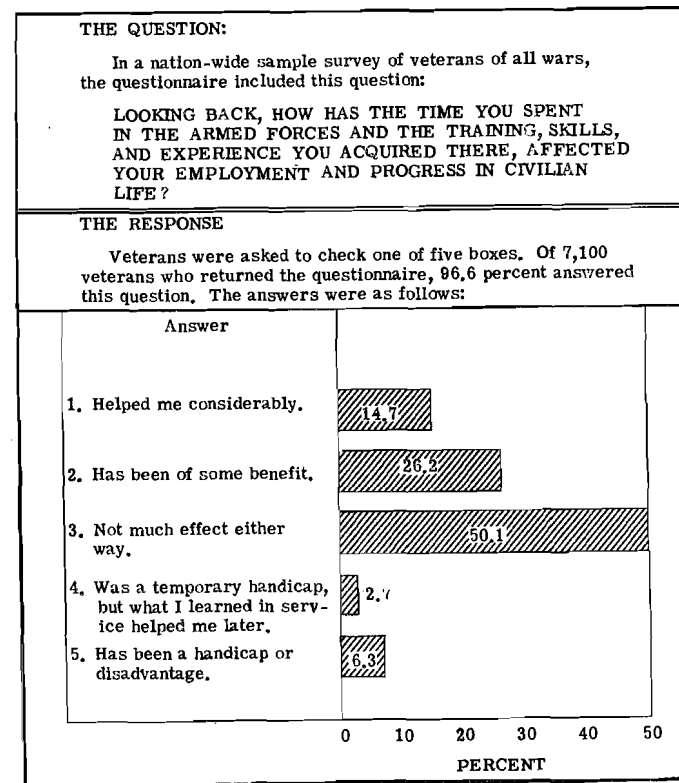 THE QUESTION:
In a nation-wide sample survey of veterans of all wars,
the questionnaire included this question:
LOOKING BACK, HOW HAS THE TIME YOU SPENT
IN THE ARMED FORCES AND THE TRAINING, SKILLS,
AND EXPERIENCE YOU ACQUIRED THERE, AFFECTED
YOUR EMPLOYMENT AND PROGRESS IN CIVILIAN
LIFE?
THE RESPONSE
Veterans were asked to check one of five boxes. Of 7,100
veterans who returned the questionnaire, 96.6 percent answered
this question. The answers were as follows:
Answer
1. Helped me considerably.
14.7
2. Has been of some benefit.
26.2
3. Not much effect either
way.
50.1
4. Was a temporary handicap,
but what I learned in serv-
ice helped me later.
2.7
5. Has been a handicap or
disadvantage.
6.3
0 10 20 30 40 50
PERCENT